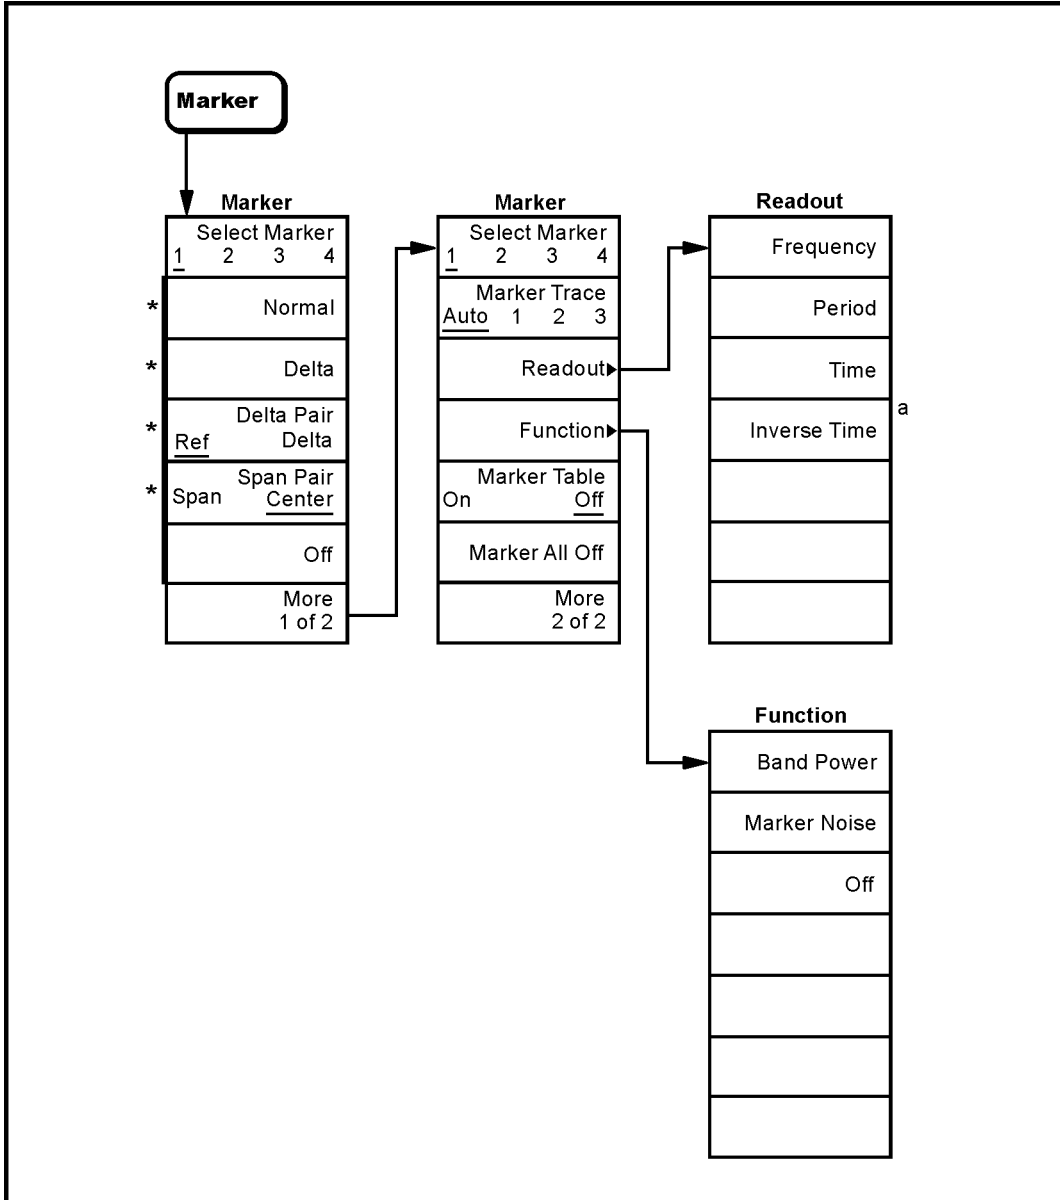 Marker
Marker
Select Marker
1 2 3 4
* Normal
* Delta
* Delta Pair
Ref Delta
* Span Pair
Span Center
Off
More
1 of 2
Marker
Select Marker
1 2 3 4
Marker Trace
Auto 1 2 3
Readout
Function
Marker Table
On Off
Marker All Off
More
2 of 2
Readout
Frequency
Period
Time
a
Inverse Time
Function
Band Power
Marker Noise
Off